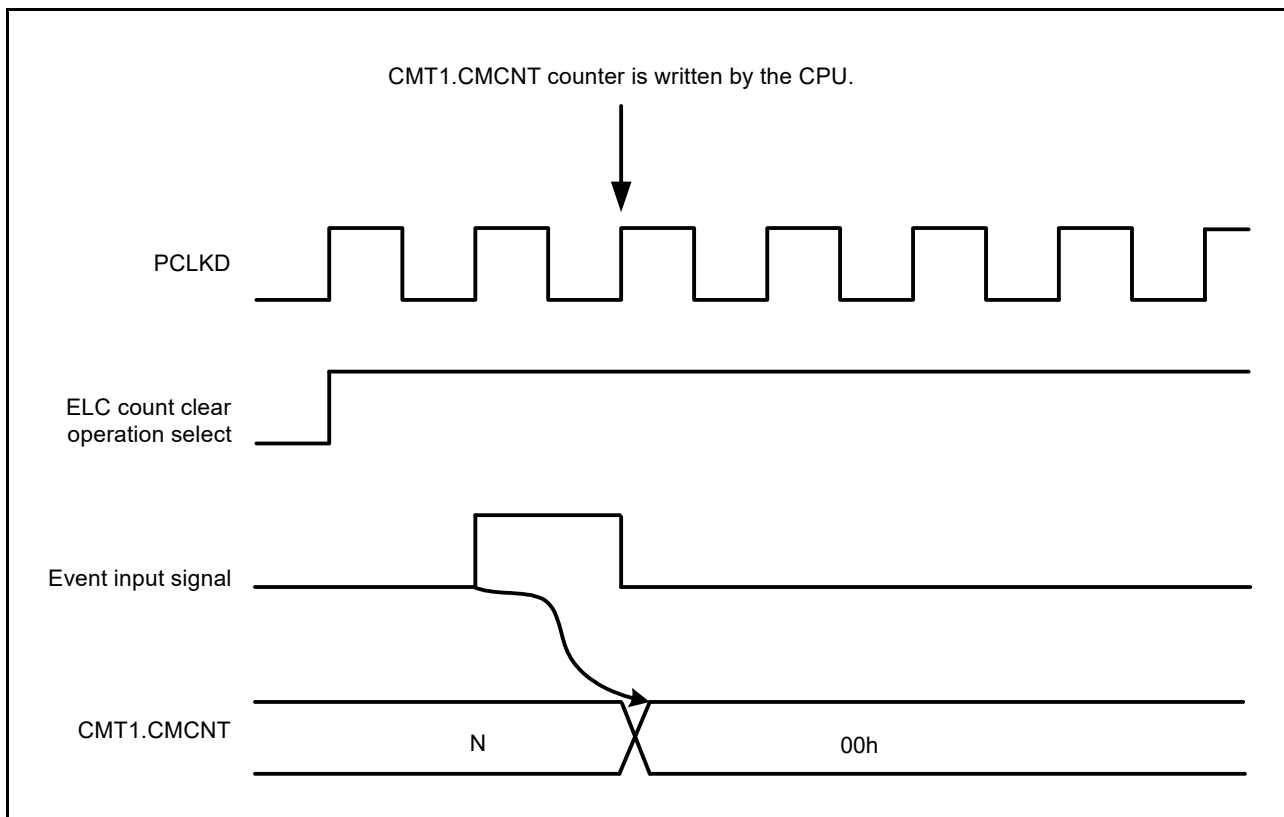 CMT1.CMCNT counter is written by the CPU.
PCLKD
ELC count clear
operation select
Event input signal
CMT1.CMCNT
N
00h